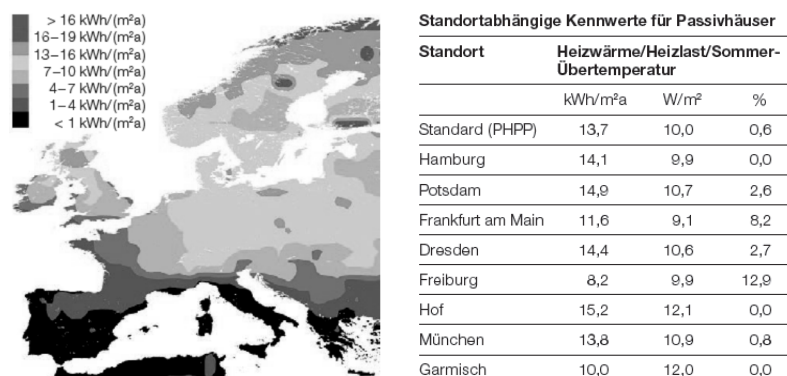 > 16 kWh/(m²a)
16–19 kWh/(m²a)
13–16 kWh/(m²a)
7–10 kWh/(m²a)
4–7 kWh/(m²a)
1–4 kWh/(m²a)
< 1 kWh/(m²a)
Standortabhängige Kennwerte für Passivhäuser
Standort Heizwärme/Heizlast/Sommer-
Übertemperatur
kWh/m²a W/m² %
Standard (PHPP) 13,7 10,0 0,6
Hamburg 14,1 9,9 0,0
Potsdam 14,9 10,7 2,6
Frankfurt am Main 11,6 9,1 8,2
Dresden 14,4 10,6 2,7
Freiburg 8,2 9,9 12,9
Hof 15,2 12,1 0,0
München 13,8 10,9 0,8
Garmisch 10,0 12,0 0,0